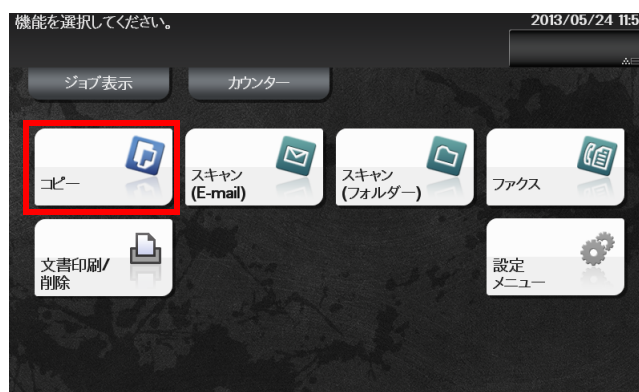 機能を選択してください。
2013/05/24 11:5
ジョブ表示
カウンター
コピー
スキャン
(E-mail)
スキャン
(フォルダー)
ファクス
文書印刷/
削除
設定
メニュー